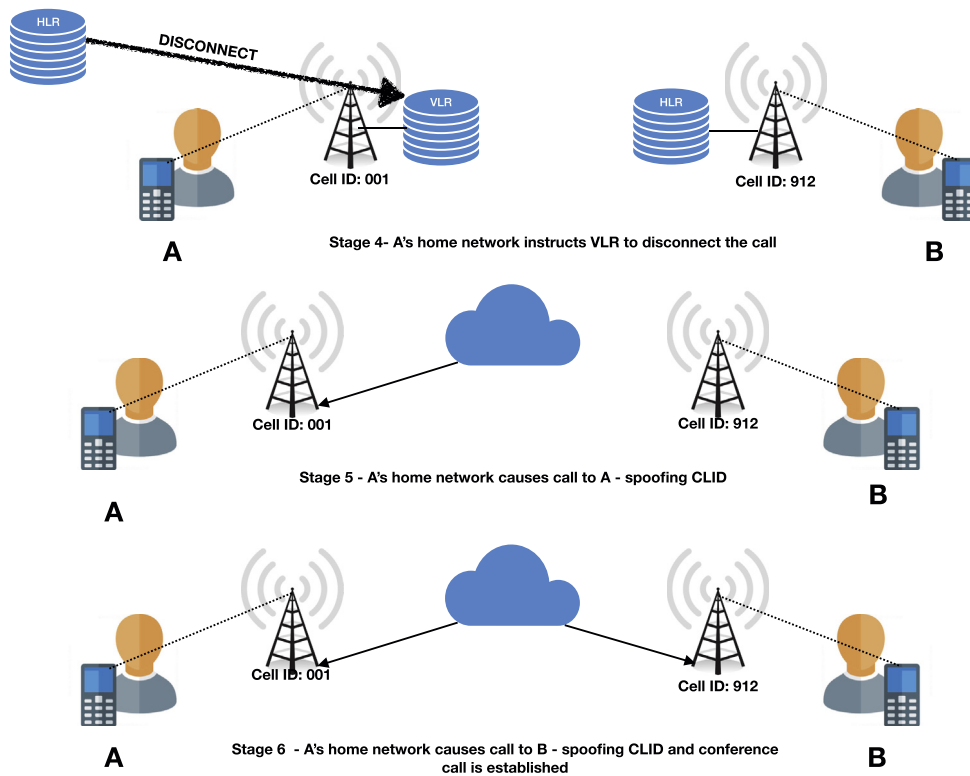 HLR
DISCONNECT
VLR
HLR
Cell ID: 001
Cell ID: 912
A
B
Stage 4- A's home network instructs VLR to disconnect the call
Cell ID: 001
Cell ID: 912
Stage 5 - A's home network causes call to A - spoofing CLID
A
B
Cell ID: 001
Cell ID: 912
A
B
Stage 6  - A's home network causes call to B - spoofing CLID and conference
call is established